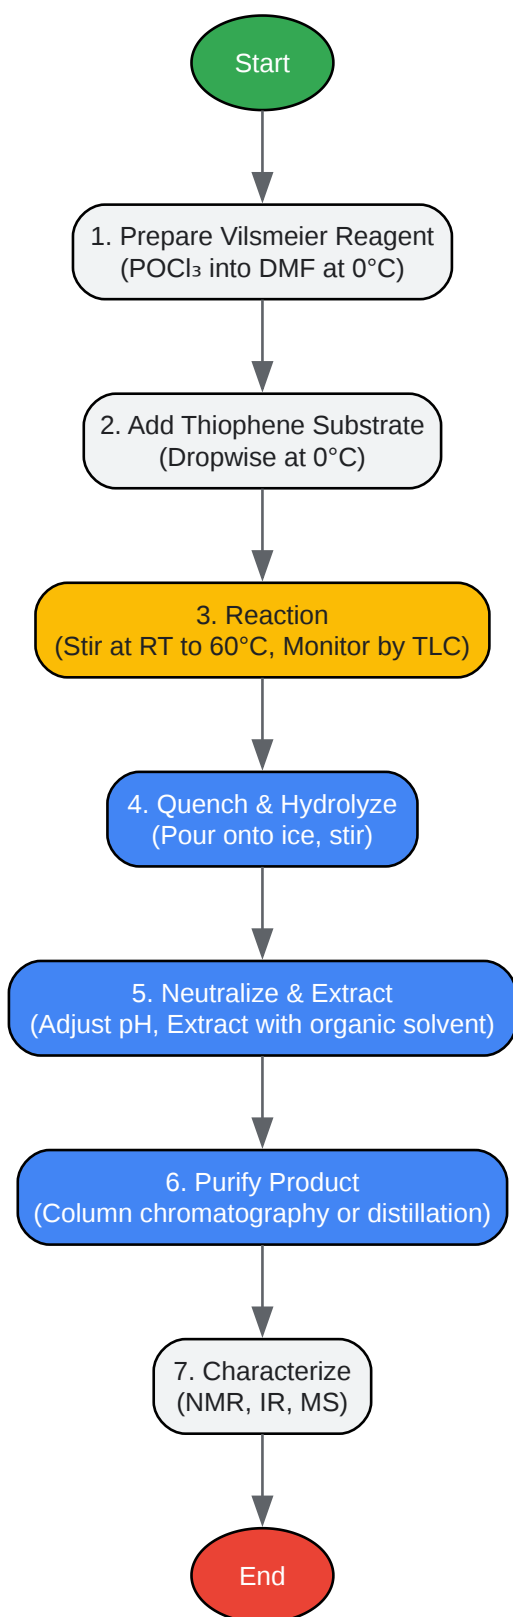 Start
1. Prepare Vilsmeier Reagent
(POCl₃ into DMF at 0°C)
2. Add Thiophene Substrate
(Dropwise at 0°C)
3. Reaction
(Stir at RT to 60°C, Monitor by TLC)
4. Quench & Hydrolyze
(Pour onto ice, stir)
5. Neutralize & Extract
(Adjust pH, Extract with organic solvent)
6. Purify Product
(Column chromatography or distillation)
7. Characterize
(NMR, IR, MS)
End